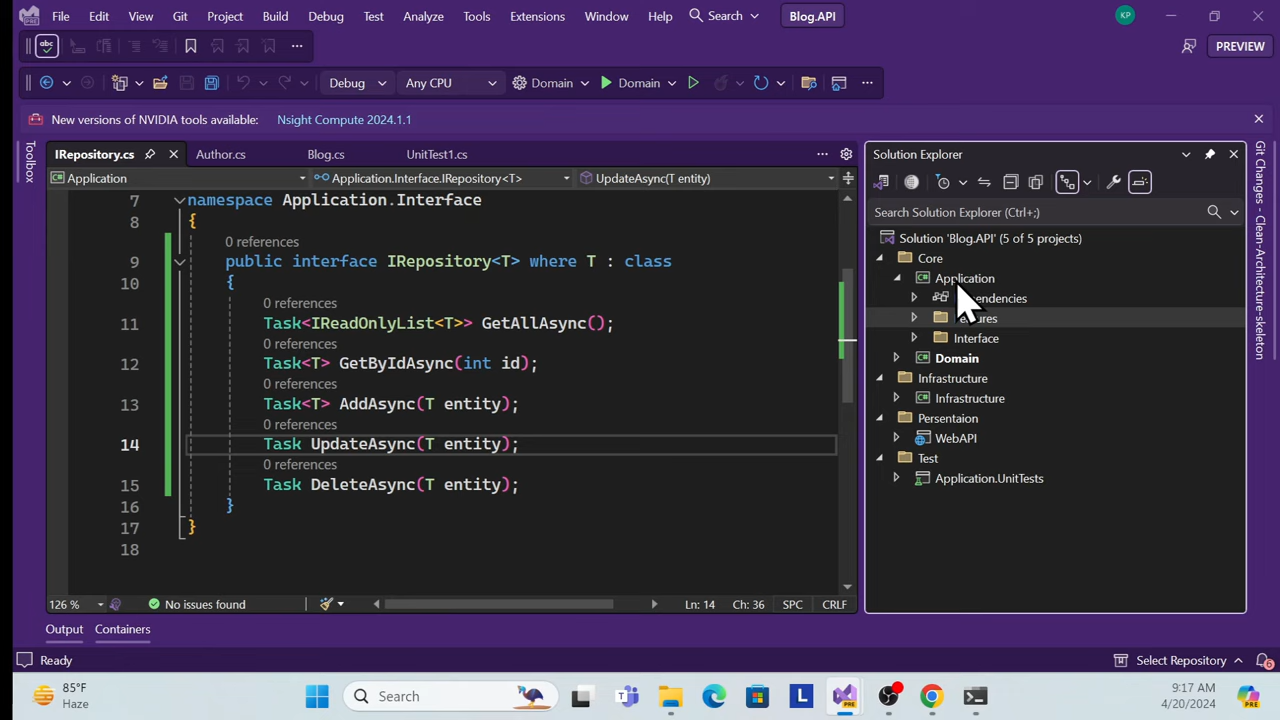 File Edit View Git Project Build Debug Test Analyze Tools Extensions Window Help Search Blog.API KP
PRE
abc PREVIEW
Debug Any CPU Domain Domain
New versions of NVIDIA tools available: Nsight Compute 2024.1.1
Toolbox
IRepository.cs Author.cs Blog.cs UnitTest1.cs
Application Application.Interface.IRepository<T> UpdateAsync(T entity)
7 namespace Application.Interface
8 {
0 references
9 public interface IRepository<T> where T : class
10 {
0 references
11 Task<IReadOnlyList<T>> GetAllAsync();
0 references
12 Task<T> GetByIdAsync(int id);
0 references
13 Task<T> AddAsync(T entity);
0 references
14 Task UpdateAsync(T entity);
0 references
15 Task DeleteAsync(T entity);
16 }
17 }
18
126 % No issues found Ln: 14 Ch: 36 SPC CRLF
Solution Explorer
Search Solution Explorer (Ctrl+;)
Solution 'Blog.API' (5 of 5 projects)
Core
Application
endencies
res
Interface
Domain
Infrastructure
Infrastructure
Persentaion
WebAPI
Test
Application.UnitTests
Git Changes - Clean-Architecture-skeleton
Output Containers
Ready Select Repository 6
85°F
Haze
Search
L
PRE
9:17 AM
4/20/2024
PRE